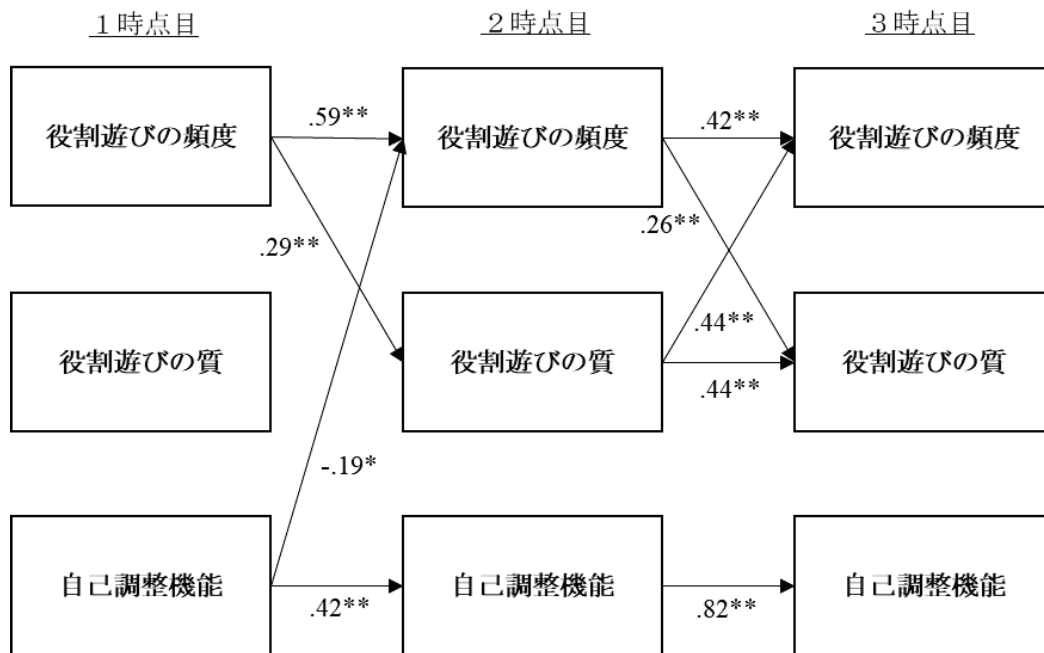 １時点目
２時点目
３時点目
役割遊びの頻度
.59**
役割遊びの頻度
.42**
役割遊びの頻度
.29**
.26**
役割遊びの質
役割遊びの質
.44**
.44**
役割遊びの質
-.19*
自己調整機能
.42**
自己調整機能
.82**
自己調整機能